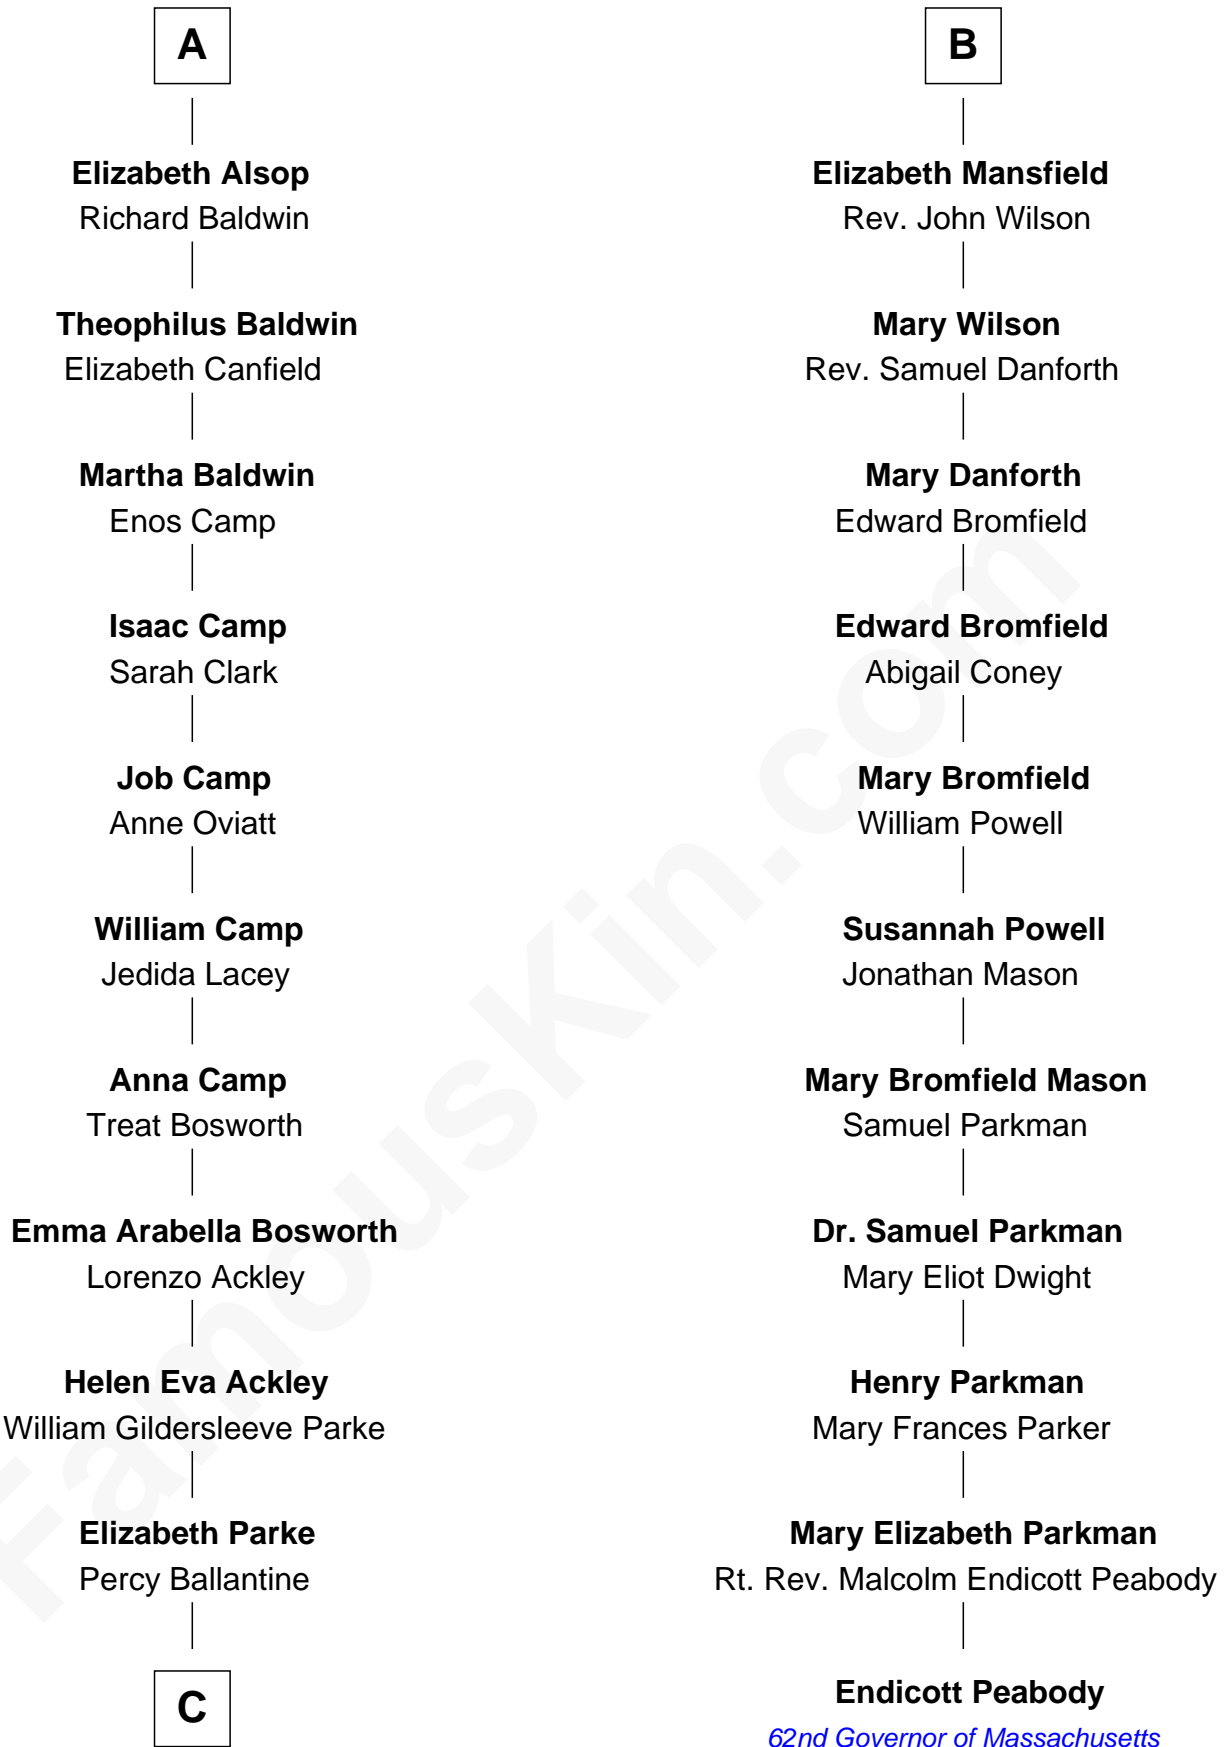 A
Elizabeth Alsop
Richard Baldwin
Theophilus Baldwin
Elizabeth Canfield
Martha Baldwin
Enos Camp
Isaac Camp
Sarah Clark
Job Camp
Anne Oviatt
William Camp
Jedida Lacey
Anna Camp
Treat Bosworth
Emma Arabella Bosworth
Lorenzo Ackley
Helen Eva Ackley
William Gildersleeve Parke
Elizabeth Parke
Percy Ballantine
C
B
Elizabeth Mansfield
Rev. John Wilson
Mary Wilson
Rev. Samuel Danforth
Mary Danforth
Edward Bromfield
Edward Bromfield
Abigail Coney
Mary Bromfield
William Powell
Susannah Powell
Jonathan Mason
Mary Bromfield Mason
Samuel Parkman
Dr. Samuel Parkman
Mary Eliot Dwight
Henry Parkman
Mary Frances Parker
Mary Elizabeth Parkman
Rt. Rev. Malcolm Endicott Peabody
Endicott Peabody
62nd Governor of Massachusetts
FamousKin.com